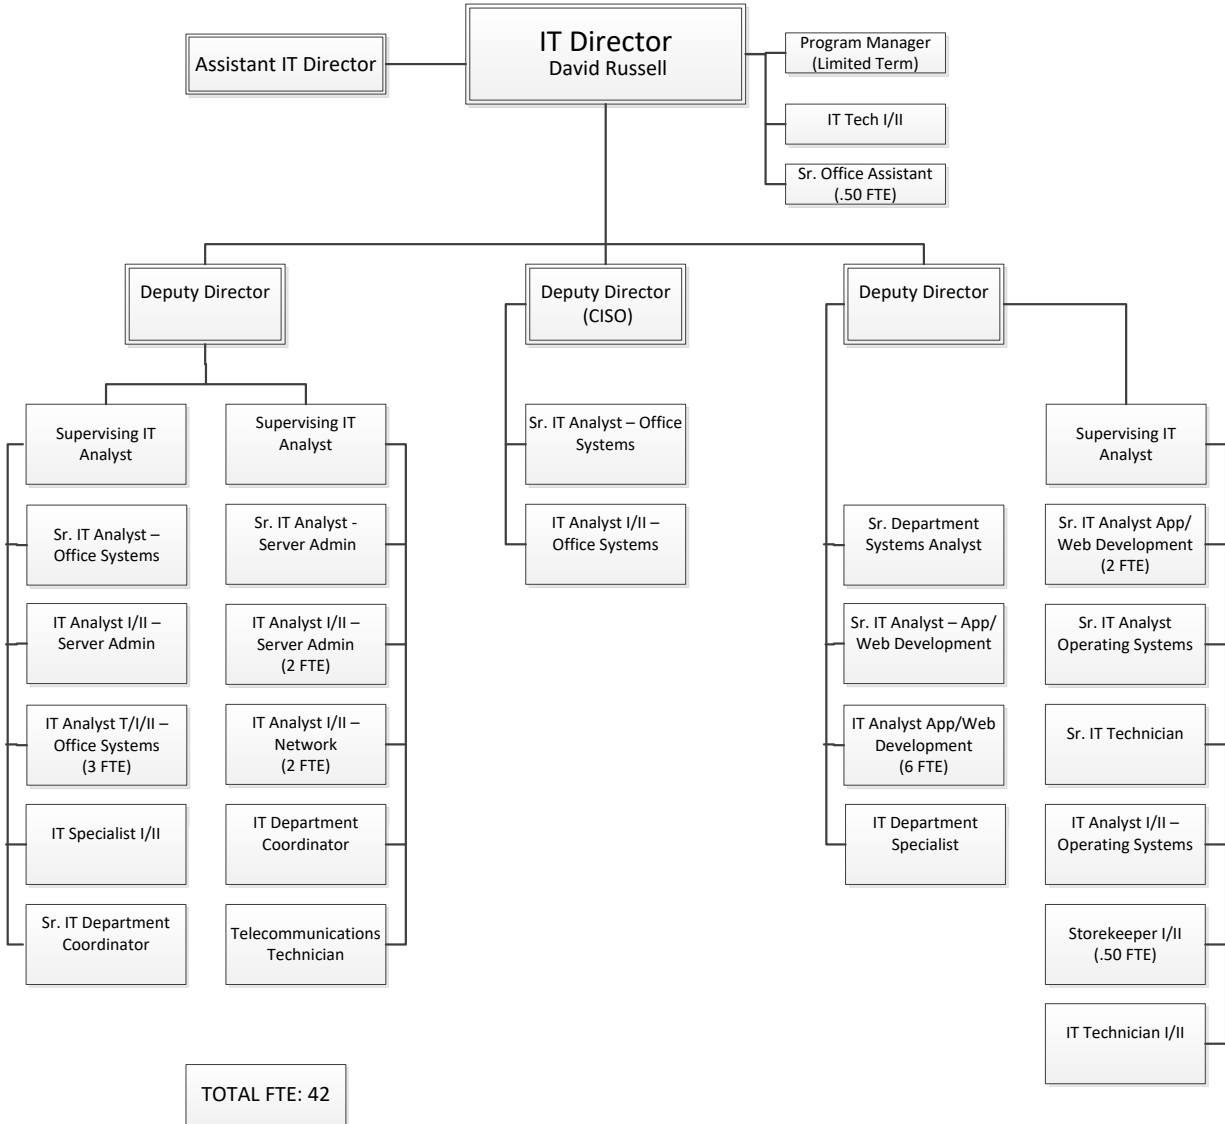 IT Director
David Russell
Assistant IT Director
Program Manager
(Limited Term)
IT Tech I/II
Sr. Office Assistant
(.50 FTE)
Deputy Director
Deputy Director
(CISO)
Deputy Director
Supervising IT
Analyst
Sr. IT Analyst –
Office Systems
IT Analyst I/II –
Server Admin
IT Analyst T/I/II –
Office Systems
(3 FTE)
IT Specialist I/II
Sr. IT Department
Coordinator
Supervising IT
Analyst
Sr. IT Analyst -
Server Admin
IT Analyst I/II –
Server Admin
(2 FTE)
IT Analyst I/II –
Network
(2 FTE)
IT Department
Coordinator
Telecommunications
Technician
Sr. IT Analyst – Office
Systems
IT Analyst I/II –
Office Systems
Sr. Department
Systems Analyst
Sr. IT Analyst – App/
Web Development
IT Analyst App/Web
Development
(6 FTE)
IT Department
Specialist
Supervising IT
Analyst
Sr. IT Analyst App/
Web Development
(2 FTE)
Sr. IT Analyst
Operating Systems
Sr. IT Technician
IT Analyst I/II –
Operating Systems
Storekeeper I/II
(.50 FTE)
IT Technician I/II
TOTAL FTE: 42